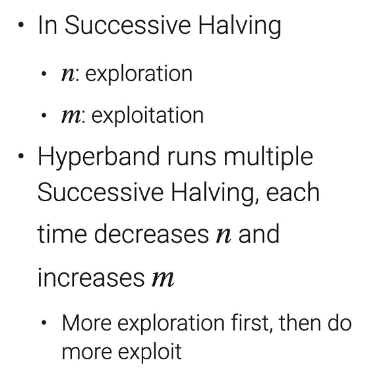 • In Successive Halving
• n: exploration
• m: exploitation
• Hyperband runs multiple
Successive Halving, each
time decreases n and
increases m
• More exploration first, then do
more exploit